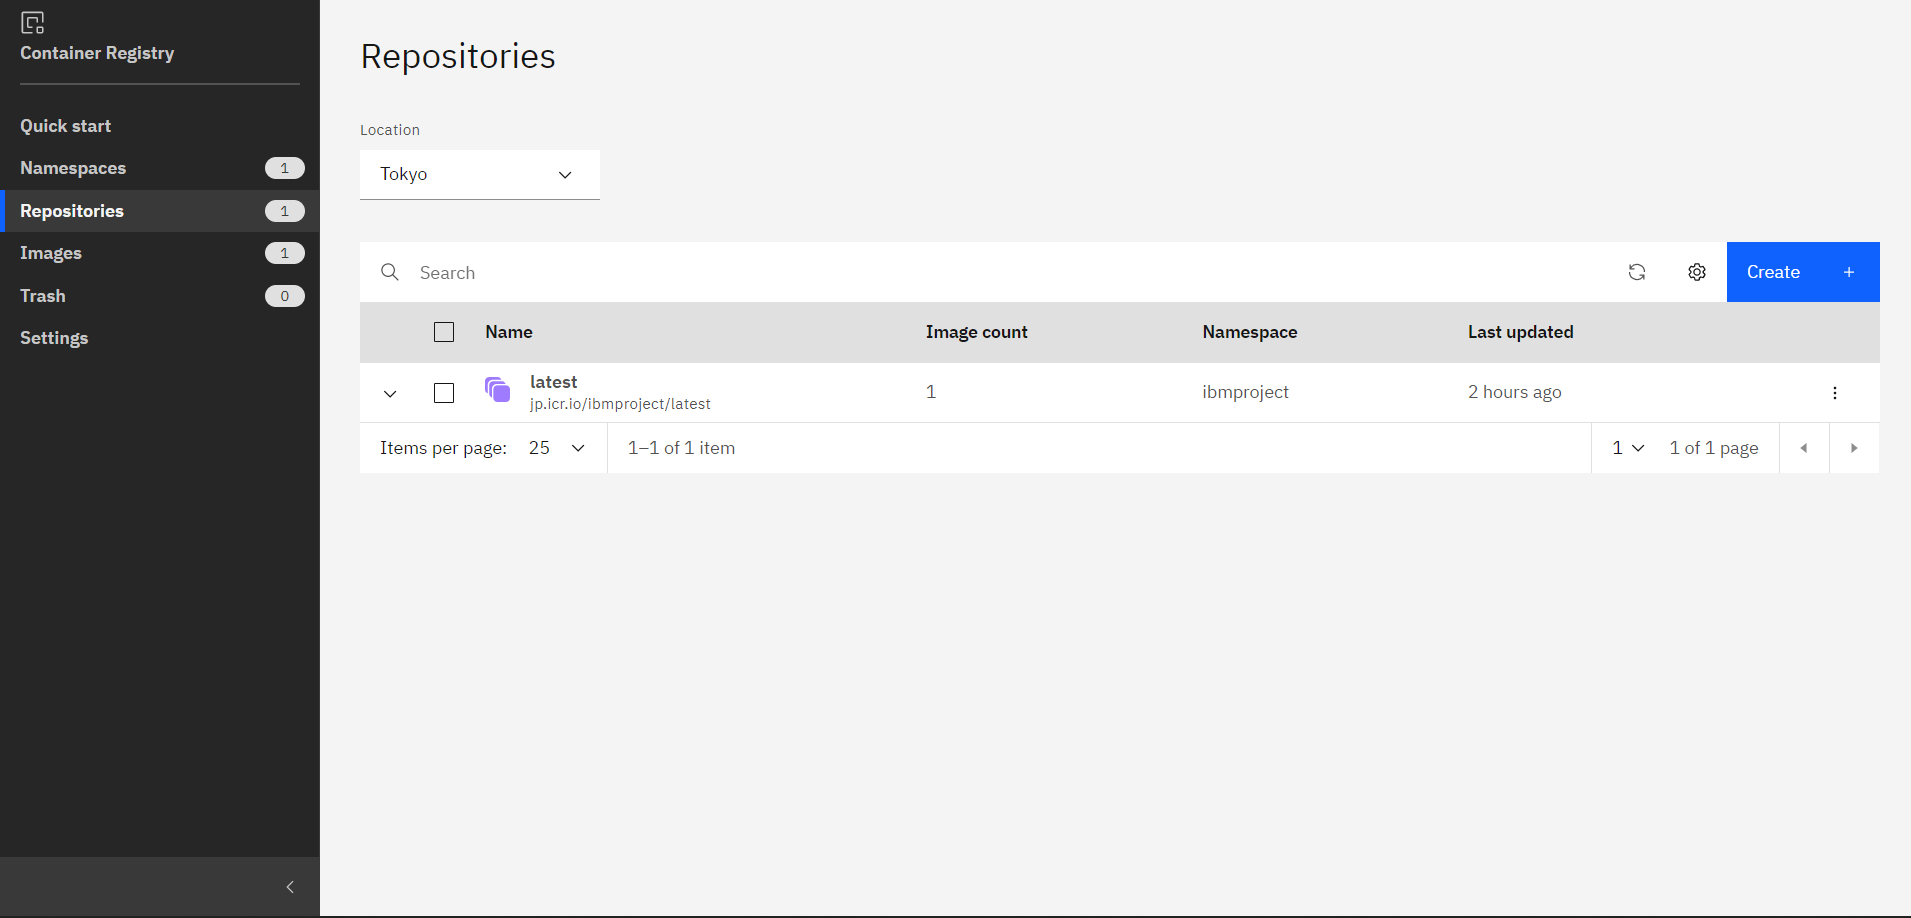 Container Registry
Quick start
Namespaces 1
Repositories 1
Images 1
Trash 0
Settings
Repositories
Location
Tokyo
Search
Create +
Name Image count Namespace Last updated
latest
jp.icr.io/ibmproject/latest
1 ibmproject 2 hours ago
Items per page: 25 1–1 of 1 item 1 1 of 1 page